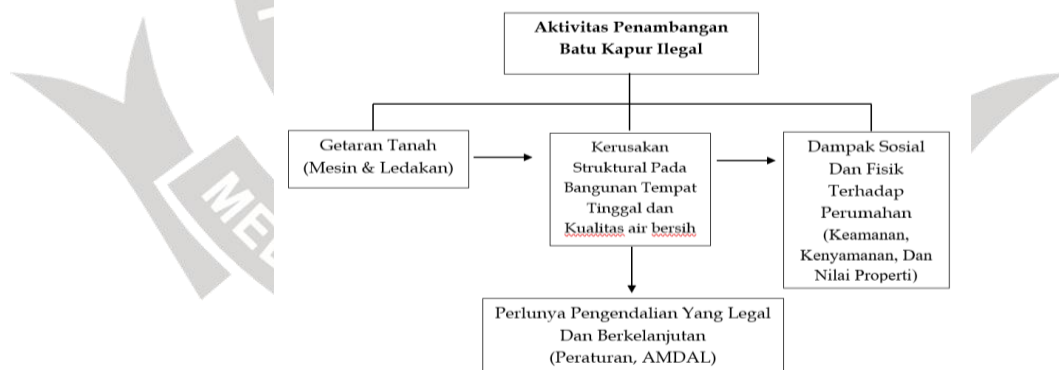 Aktivitas Penambangan
Batu Kapur Ilegal
Getaran Tanah
(Mesin & Ledakan)
Kerusakan
Struktural Pada
Bangunan Tempat
Tinggal dan
Kualitas air bersih
Dampak Sosial
Dan Fisik
Terhadap
Perumahan
(Keamanan,
Kenyamanan, Dan
Nilai Properti)
Perlunya Pengendalian Yang Legal
Dan Berkelanjutan
(Peraturan, AMDAL)